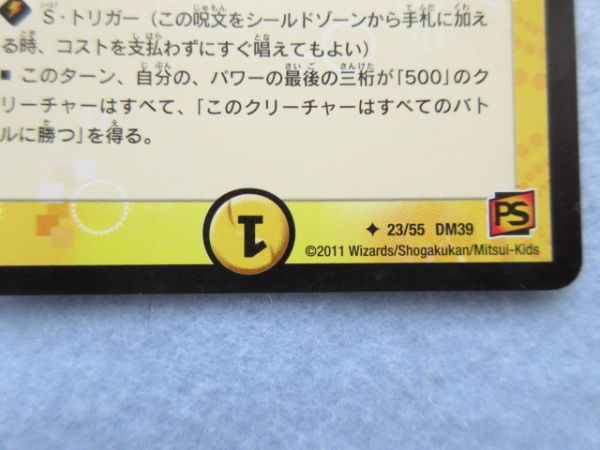 S・トリガー（この呪文をシールドゾーンから手札に加え
る時、コストを支払わずにすぐ唱えてもよい）
■ このターン、自分の、パワーの最後の三桁が「500」のク
リーチャーはすべて、「このクリーチャーはすべてのバト
ルに勝つ」を得る。
1
✦ 23/55 DM39
PS
©2011 Wizards/Shogakukan/Mitsui-Kids